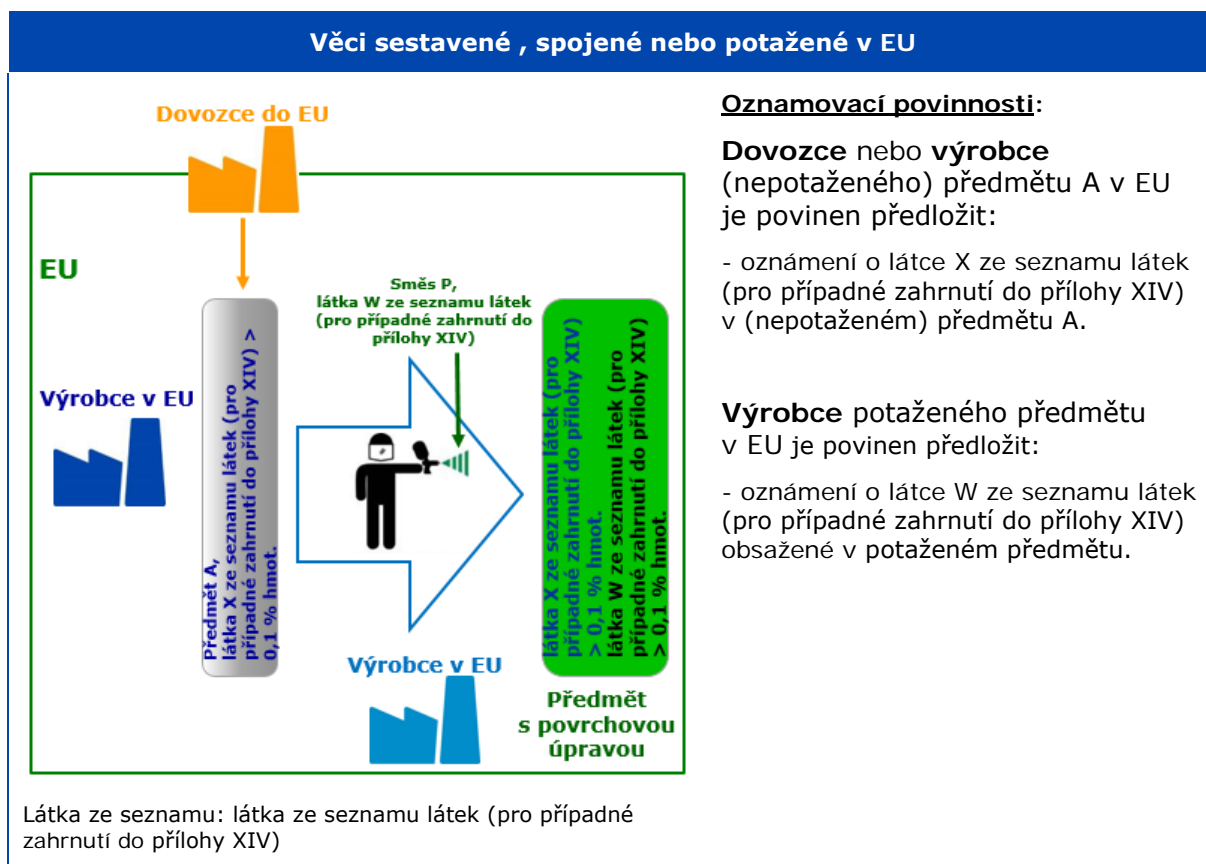 Věci sestavené , spojené nebo potažené v EU
Dovozce do EU
EU
Výrobce v EU
Předmět A,
látka X ze seznamu látek (pro
případné zahrnutí do přílohy XIV) >
0,1 % hmot.
Směs P,
látka W ze seznamu látek
(pro případné zahrnutí do
přílohy XIV)
látka X ze seznamu látek (pro
případné zahrnutí do přílohy XIV)
> 0,1 % hmot.
látka W ze seznamu látek (pro
případné zahrnutí do přílohy XIV)
> 0,1 % hmot.
Výrobce v EU
Předmět
s povrchovou
úpravou
Látka ze seznamu: látka ze seznamu látek (pro případné
zahrnutí do přílohy XIV)
Oznamovací povinnosti:
Dovozce nebo výrobce
(nepotaženého) předmětu A v EU
je povinen předložit:
- oznámení o látce X ze seznamu látek
(pro případné zahrnutí do přílohy XIV)
v (nepotaženém) předmětu A.
Výrobce potaženého předmětu
v EU je povinen předložit:
- oznámení o látce W ze seznamu látek
(pro případné zahrnutí do přílohy XIV)
obsažené v potaženém předmětu.